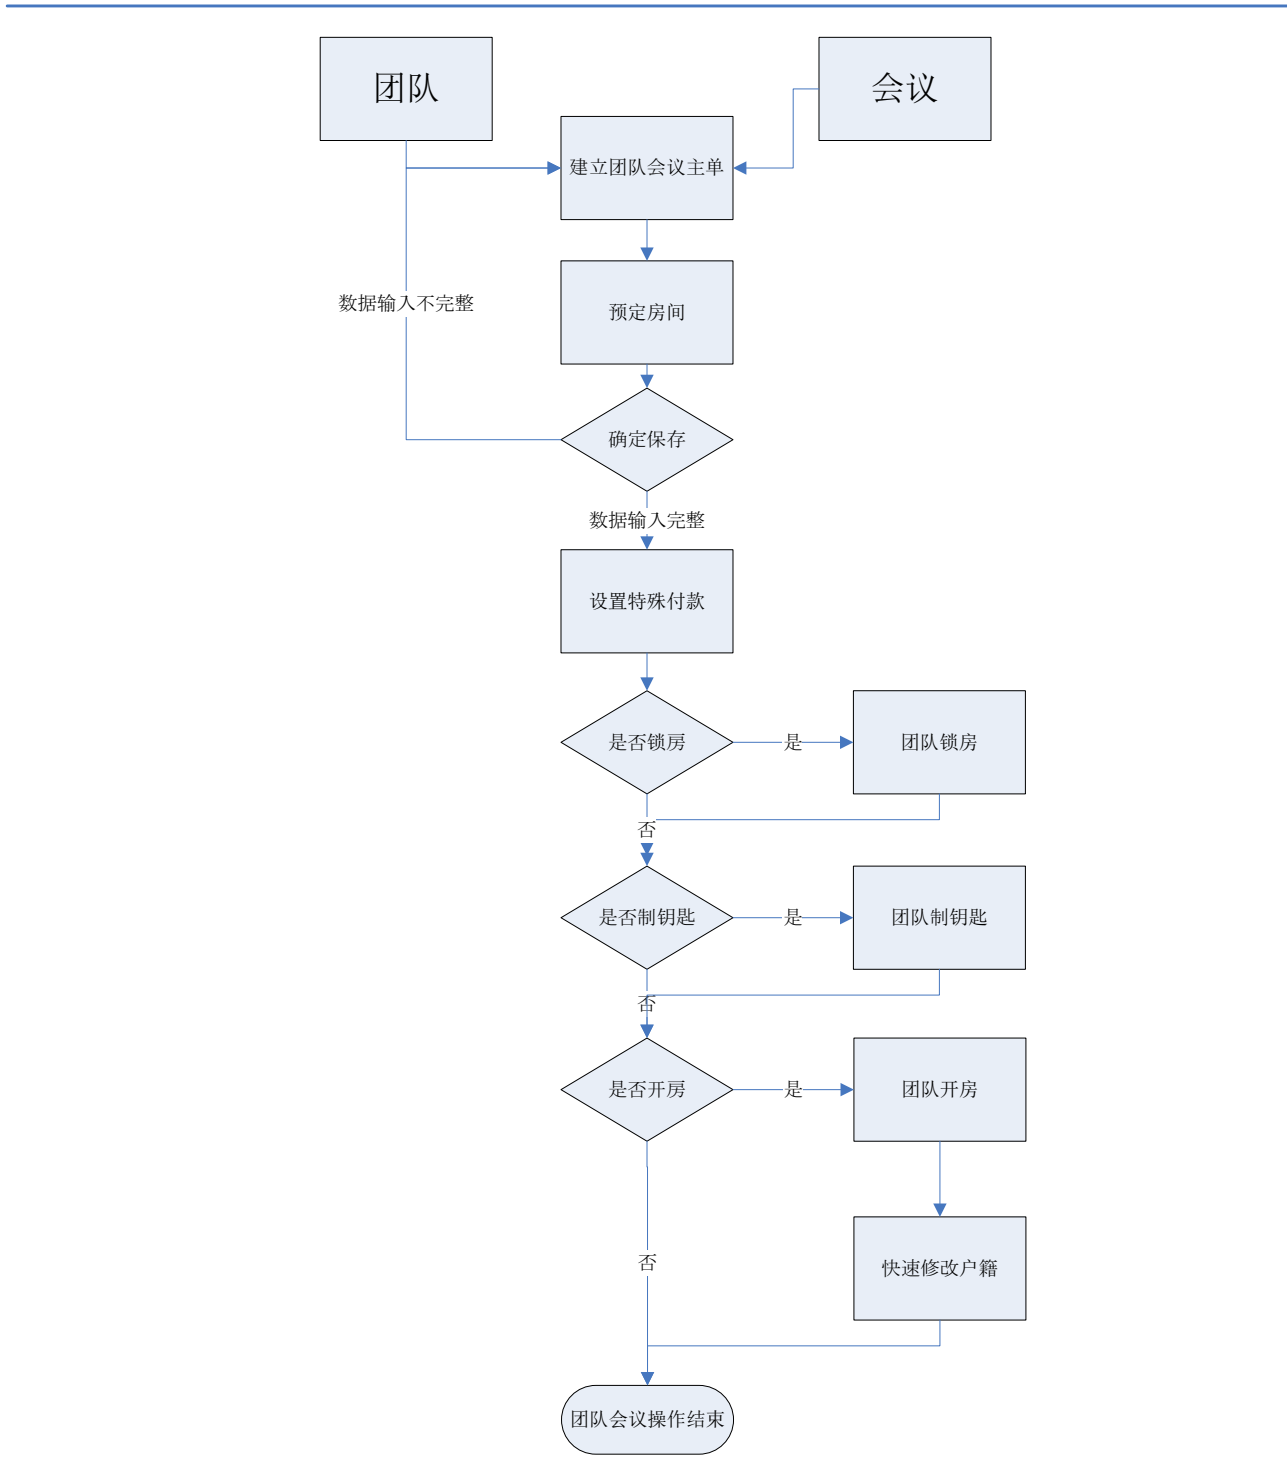 团队
会议
建立团队会议主单
数据输入不完整
预定房间
确定保存
数据输入完整
设置特殊付款
是否锁房
是
团队锁房
否
是否制钥匙
是
团队制钥匙
否
是否开房
是
团队开房
否
快速修改户籍
团队会议操作结束